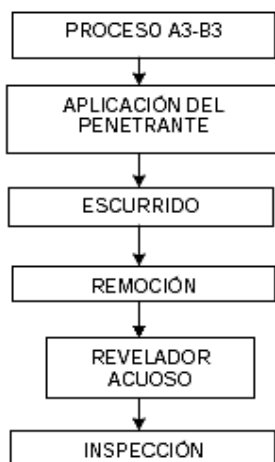 PROCESO A3-B3
APLICACIÓN DEL
PENETRANTE
ESCURRIDO
REMOCIÓN
REVELADOR
ACUOSO
INSPECCIÓN